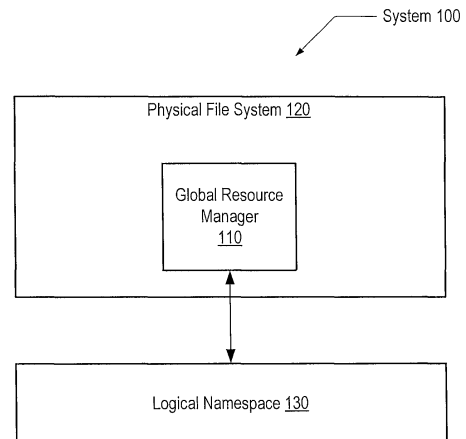 System 100
Physical File System 120
Global Resource
Manager
110
Logical Namespace 130